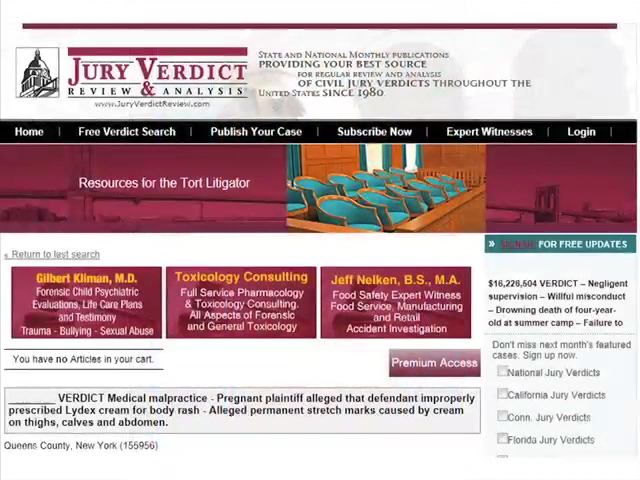 JURY VERDICT
REVIEW & ANALYSIS
www.JuryVerdictReview.com
STATE AND NATIONAL MONTHLY PUBLICATIONS
PROVIDING YOUR BEST SOURCE
FOR REGULAR REVIEW AND ANALYSIS
OF CIVIL JURY VERDICTS THROUGHOUT THE
UNITED STATES SINCE 1980.
Home | Free Verdict Search | Publish Your Case | Subscribe Now | Expert Witnesses | Login |
Resources for the Tort Litigator
« Return to last search
Gilbert Kliman, M.D.
Forensic Child Psychiatric
Evaluations, Life Care Plans
and Testimony
Trauma - Bullying - Sexual Abuse
Toxicology Consulting
Full Service Pharmacology
& Toxicology Consulting.
All Aspects of Forensic
and General Toxicology
Jeff Nelken, B.S., M.A.
Food Safety Expert Witness
Food Service, Manufacturing
and Retail
Accident Investigation
You have no Articles in your cart.
Premium Access
________ VERDICT Medical malpractice - Pregnant plaintiff alleged that defendant improperly
prescribed Lydex cream for body rash - Alleged permanent stretch marks caused by cream
on thighs, calves and abdomen.
Queens County, New York (155956)
» SIGN UP FOR FREE UPDATES
$16,226,504 VERDICT – Negligent
supervision – Willful misconduct
– Drowning death of four-year-
old at summer camp – Failure to
Don't miss next month's featured
cases. Sign up now.
National Jury Verdicts
California Jury Verdicts
Conn. Jury Verdicts
Florida Jury Verdicts